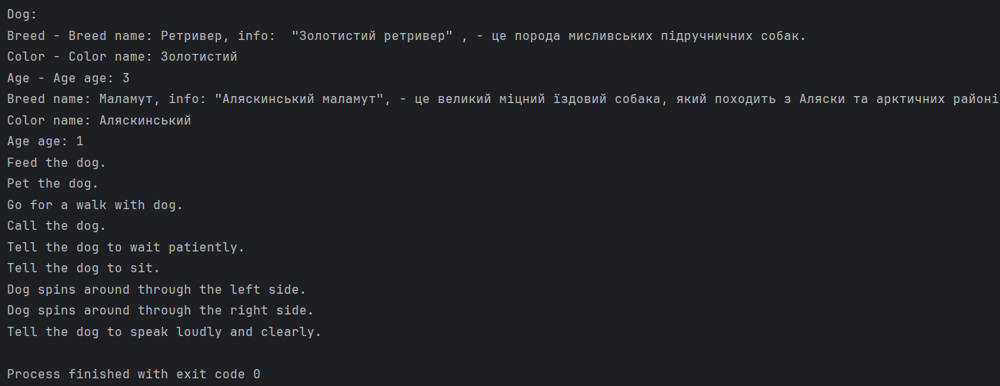 Dog:
Breed - Breed name: Ретривер, info:  "Золотистий ретривер" , - це порода мисливських підручничних собак.
Color - Color name: Золотистий
Age - Age age: 3
Breed name: Маламут, info: "Аляскинський маламут", - це великий міцний їздовий собака, який походить з Аляски та арктичних районі
Color name: Аляскинський
Age age: 1
Feed the dog.
Pet the dog.
Go for a walk with dog.
Call the dog.
Tell the dog to wait patiently.
Tell the dog to sit.
Dog spins around through the left side.
Dog spins around through the right side.
Tell the dog to speak loudly and clearly.
Process finished with exit code 0